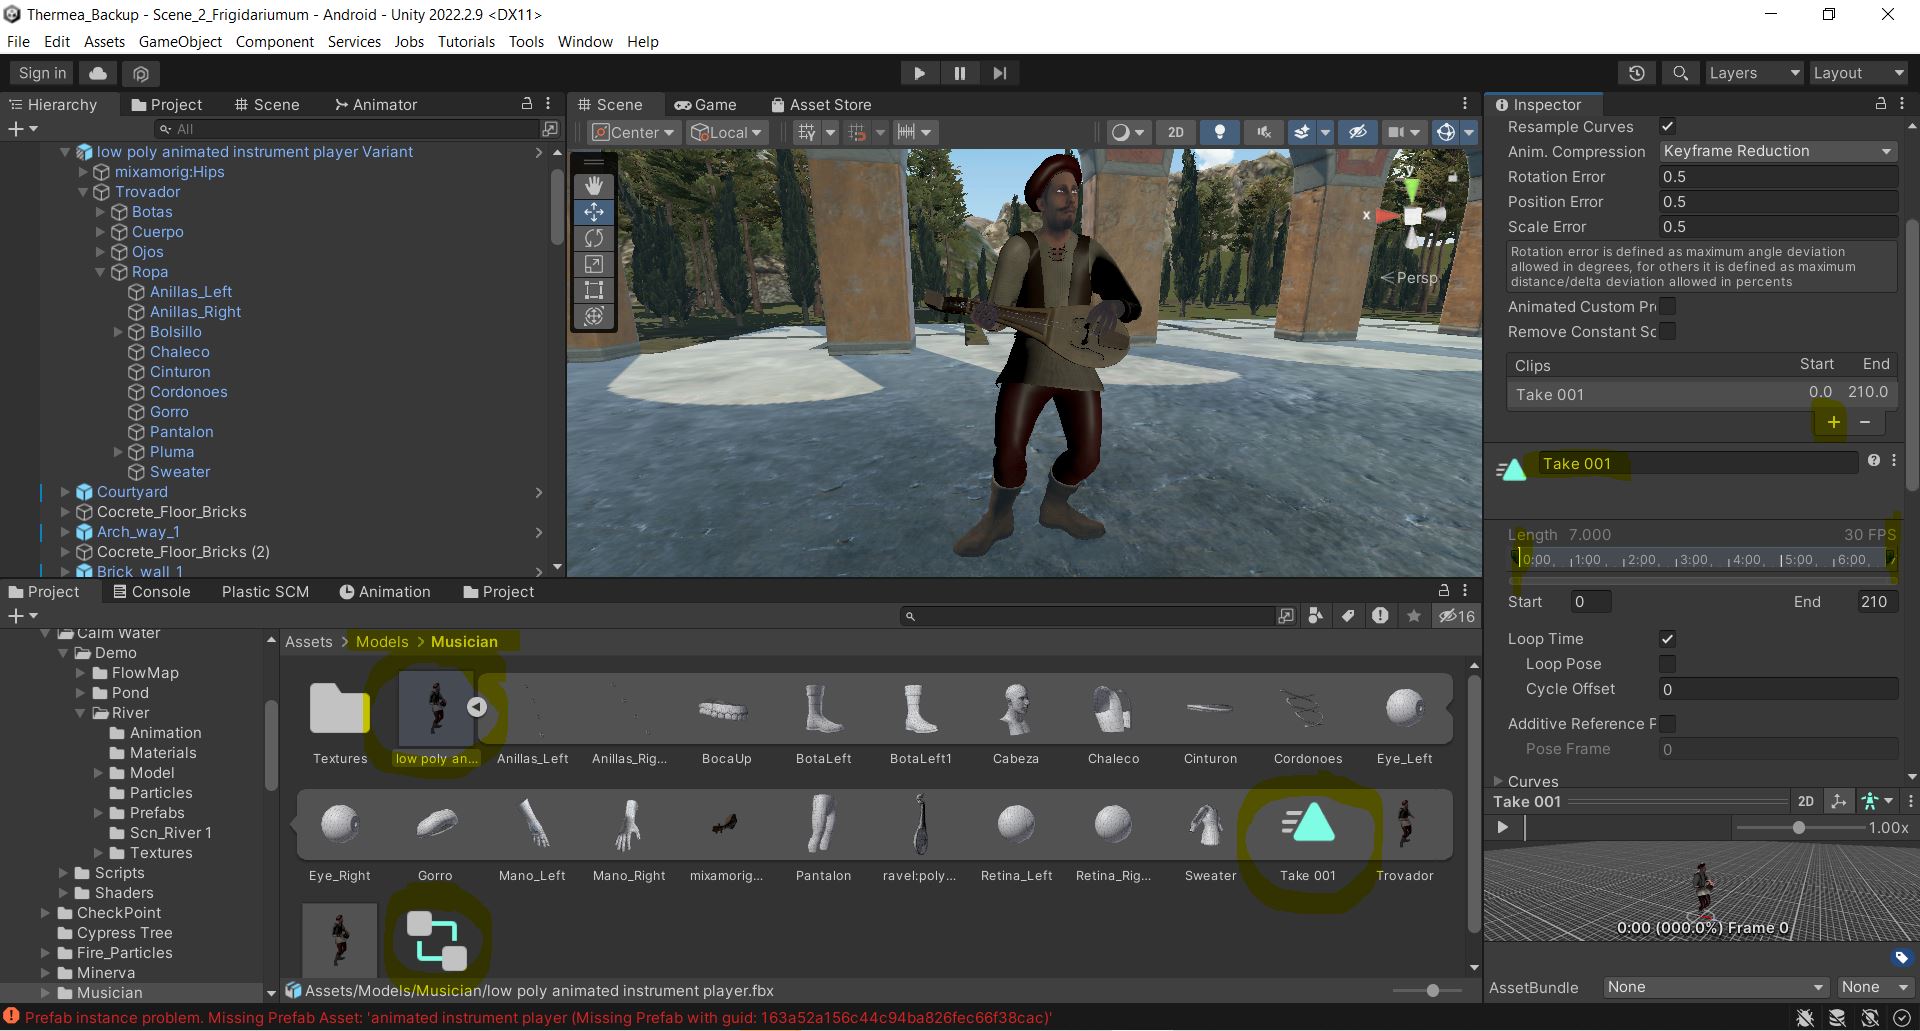 Thermea_Backup - Scene_2_Frigidariumum - Android - Unity 2022.2.9 <DX11>
File Edit Assets GameObject Component Services Jobs Tutorials Tools Window Help
Sign in Layers Layout
Hierarchy Project Scene Animator
All
low poly animated instrument player Variant
mixamorig:Hips
Trovador
Botas
Cuerpo
Ojos
Ropa
Anillas_Left
Anillas_Right
Bolsillo
Chaleco
Cinturon
Cordonoes
Gorro
Pantalon
Pluma
Sweater
Courtyard
Cocrete_Floor_Bricks
Arch_way_1
Cocrete_Floor_Bricks (2)
Brick_wall_1
Scene Game Asset Store
Center Local 2D
y
x
Persp
Inspector
Resample Curves
Anim. Compression Keyframe Reduction
Rotation Error 0.5
Position Error 0.5
Scale Error 0.5
Rotation error is defined as maximum angle deviation
allowed in degrees, for others it is defined as maximum
distance/delta deviation allowed in percents
Animated Custom Pr
Remove Constant Sc
Clips Start End
Take 001 0.0 210.0
+ −
Take 001
Length 7.000 30 FPS
0:00 1:00 2:00 3:00 4:00 5:00 6:00 7
Start 0 End 210
Loop Time
Loop Pose
Cycle Offset 0
Additive Reference P
Pose Frame 0
Curves
Take 001 2D
1.00x
0:00 (000.0%) Frame 0
AssetBundle None None
Project Console Plastic SCM Animation Project
16
Calm Water
Demo
FlowMap
Pond
River
Animation
Materials
Model
Particles
Prefabs
Scn_River 1
Textures
Scripts
Shaders
CheckPoint
Cypress Tree
Fire_Particles
Minerva
Musician
Assets > Models > Musician
Textures low poly an... Anillas_Left Anillas_Rig... BocaUp BotaLeft BotaLeft1 Cabeza Chaleco Cinturon Cordonoes Eye_Left
Eye_Right Gorro Mano_Left Mano_Right mixamorig... Pantalon ravel:poly... Retina_Left Retina_Rig... Sweater Take 001 Trovador
Assets/Models/Musician/low poly animated instrument player.fbx
Prefab instance problem. Missing Prefab Asset: 'animated instrument player (Missing Prefab with guid: 163a52a156c44c94ba826fec66f38cac)'